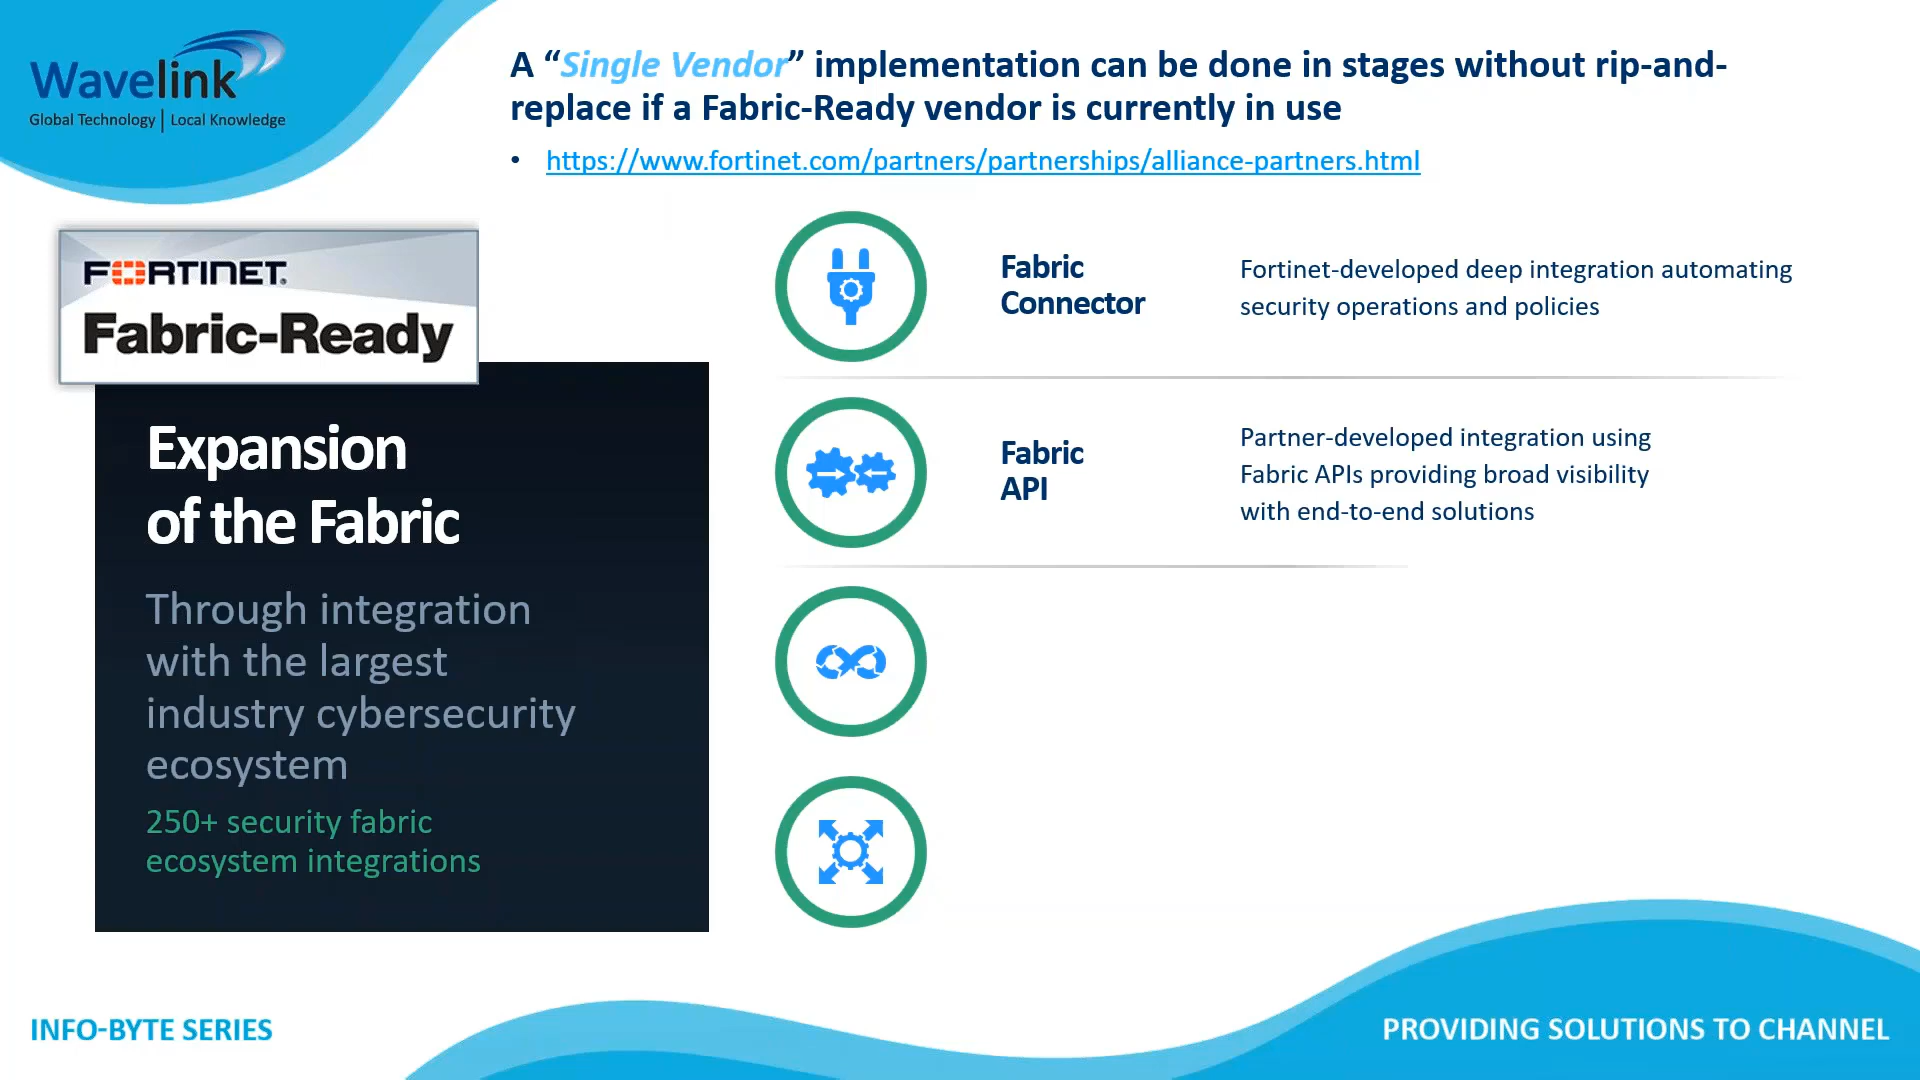 Wavelink
Global Technology | Local Knowledge
A “Single Vendor” implementation can be done in stages without rip-and-
replace if a Fabric-Ready vendor is currently in use
• https://www.fortinet.com/partners/partnerships/alliance-partners.html
FORTINET®
Fabric-Ready
Expansion
of the Fabric
Through integration
with the largest
industry cybersecurity
ecosystem
250+ security fabric
ecosystem integrations
Fabric
Connector
Fortinet-developed deep integration automating
security operations and policies
Fabric
API
Partner-developed integration using
Fabric APIs providing broad visibility
with end-to-end solutions
INFO-BYTE SERIES
PROVIDING SOLUTIONS TO CHANNEL